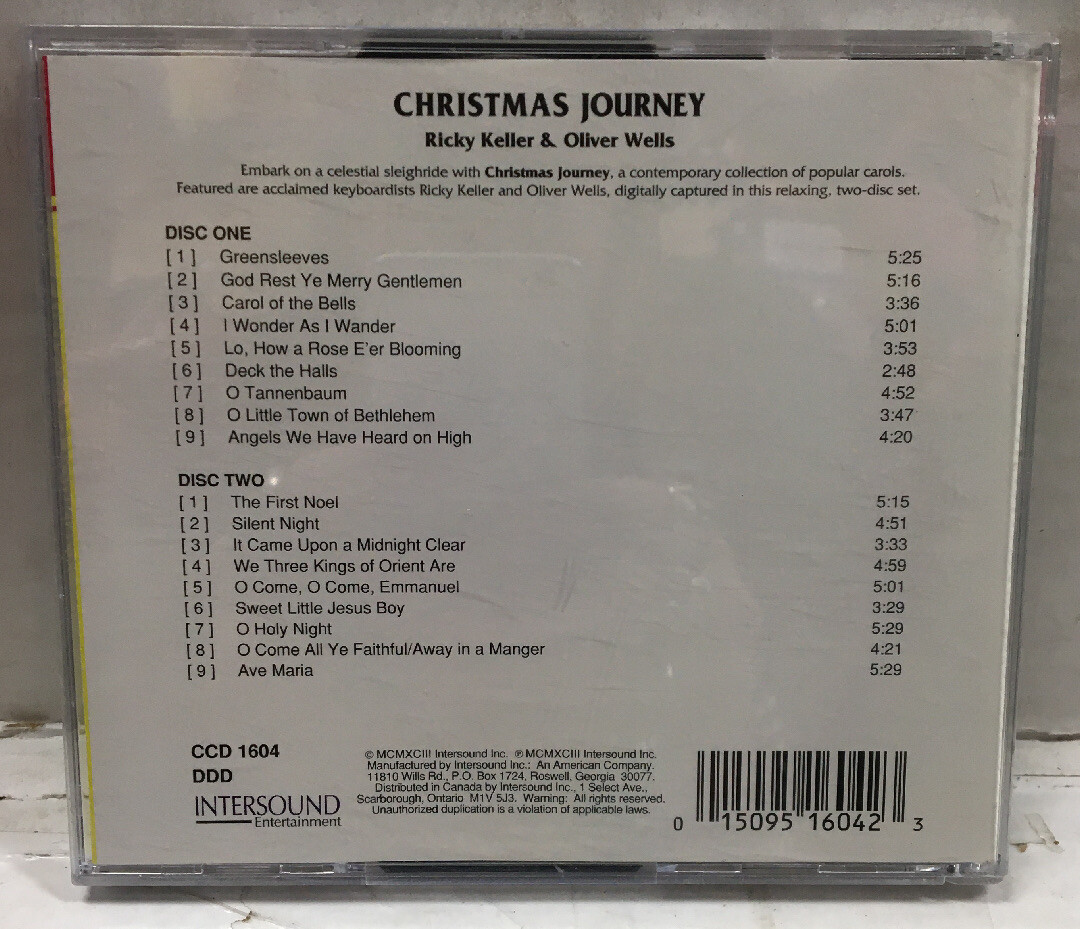 CHRISTMAS JOURNEY
Ricky Keller & Oliver Wells
Embark on a celestial sleighride with Christmas Journey, a contemporary collection of popular carols.
Featured are acclaimed keyboardists Ricky Keller and Oliver Wells, digitally captured in this relaxing, two-disc set.
DISC ONE
[ 1 ] Greensleeves 5:25
[ 2 ] God Rest Ye Merry Gentlemen 5:16
[ 3 ] Carol of the Bells 3:36
[ 4 ] I Wonder As I Wander 5:01
[ 5 ] Lo, How a Rose E'er Blooming 3:53
[ 6 ] Deck the Halls 2:48
[ 7 ] O Tannenbaum 4:52
[ 8 ] O Little Town of Bethlehem 3:47
[ 9 ] Angels We Have Heard on High 4:20
DISC TWO
[ 1 ] The First Noel 5:15
[ 2 ] Silent Night 4:51
[ 3 ] It Came Upon a Midnight Clear 3:33
[ 4 ] We Three Kings of Orient Are 4:59
[ 5 ] O Come, O Come, Emmanuel 5:01
[ 6 ] Sweet Little Jesus Boy 3:29
[ 7 ] O Holy Night 5:29
[ 8 ] O Come All Ye Faithful/Away in a Manger 4:21
[ 9 ] Ave Maria 5:29
CCD 1604
DDD
INTERSOUND
Entertainment
© MCMXCIII Intersound Inc. ℗ MCMXCIII Intersound Inc.
Manufactured by Intersound Inc.: An American Company.
11810 Wills Rd., P.O. Box 1724, Roswell, Georgia 30077.
Distributed in Canada by Intersound Inc., 1 Select Ave.,
Scarborough, Ontario M1V 5J3. Warning: All rights reserved.
Unauthorized duplication is a violation of applicable laws.
0 15095 16042 3